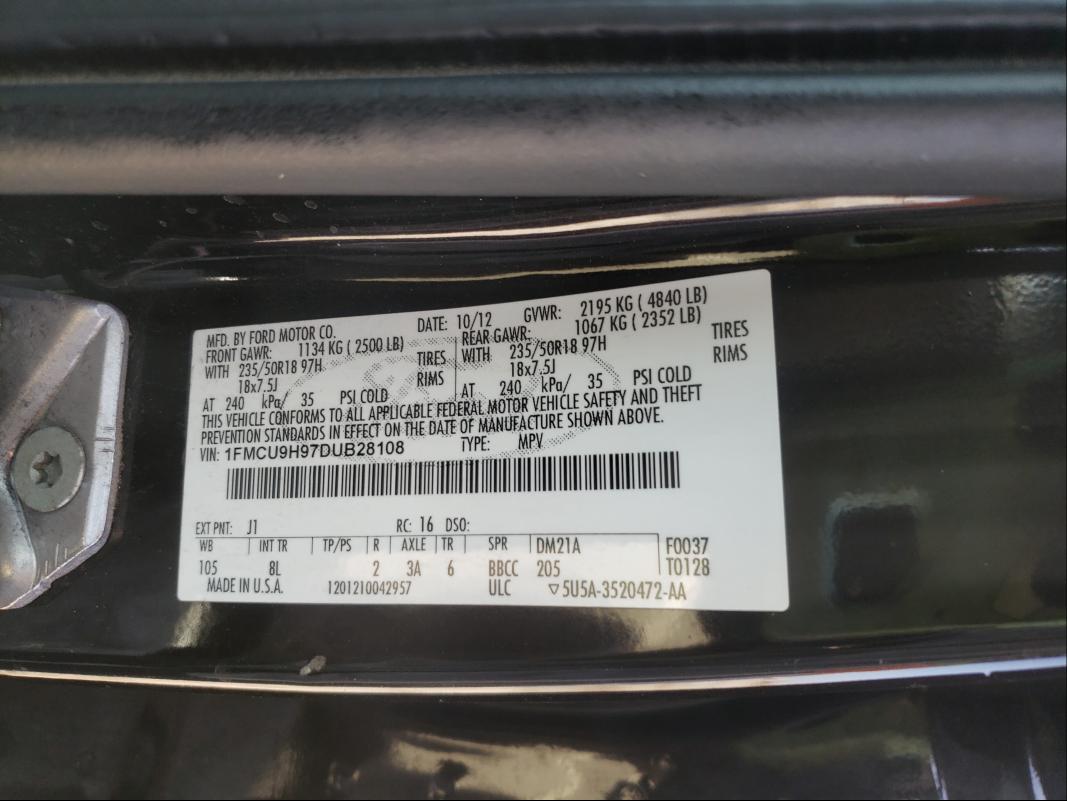 MFD. BY FORD MOTOR CO. DATE: 10/12 GVWR: 2195 KG ( 4840 LB)
FRONT GAWR: 1134 KG ( 2500 LB) REAR GAWR: 1067 KG ( 2352 LB)
WITH 235/50R18 97H TIRES WITH 235/50R18 97H TIRES
18x7.5J RIMS 18x7.5J RIMS
AT 240 kPa/ 35 PSI COLD AT 240 kPa/ 35 PSI COLD
THIS VEHICLE CONFORMS TO ALL APPLICABLE FEDERAL MOTOR VEHICLE SAFETY AND THEFT
PREVENTION STANDARDS IN EFFECT ON THE DATE OF MANUFACTURE SHOWN ABOVE.
VIN: 1FMCU9H97DUB28108 TYPE: MPV
EXT PNT: J1 RC: 16 DSO:
WB INT TR TP/PS R AXLE TR SPR DM21A F0037
105 8L 2 3A 6 BBCC 205 T0128
MADE IN U.S.A. 1201210042957 ULC ▽5U5A-3520472-AA